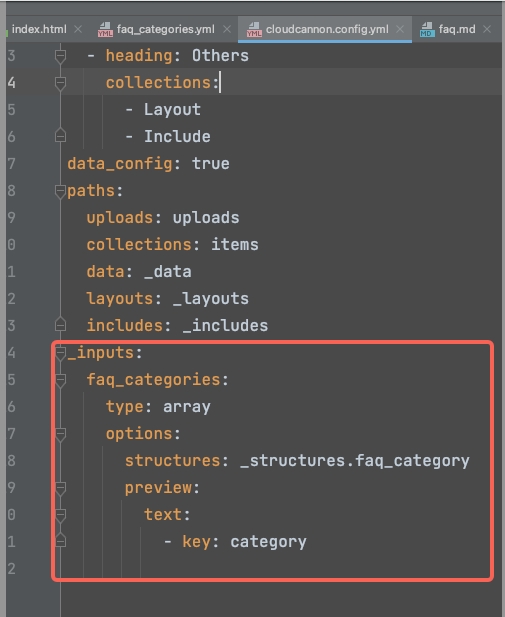 index.html × YML faq_categories.yml × YML cloudcannon.config.yml × MD faq.md ×
3 - heading: Others
4 collections:
5 - Layout
6 - Include
7 data_config: true
8 paths:
9 uploads: uploads
0 collections: items
1 data: _data
2 layouts: _layouts
3 includes: _includes
4 _inputs:
5 faq_categories:
6 type: array
7 options:
8 structures: _structures.faq_category
9 preview:
0 text:
1 - key: category
2